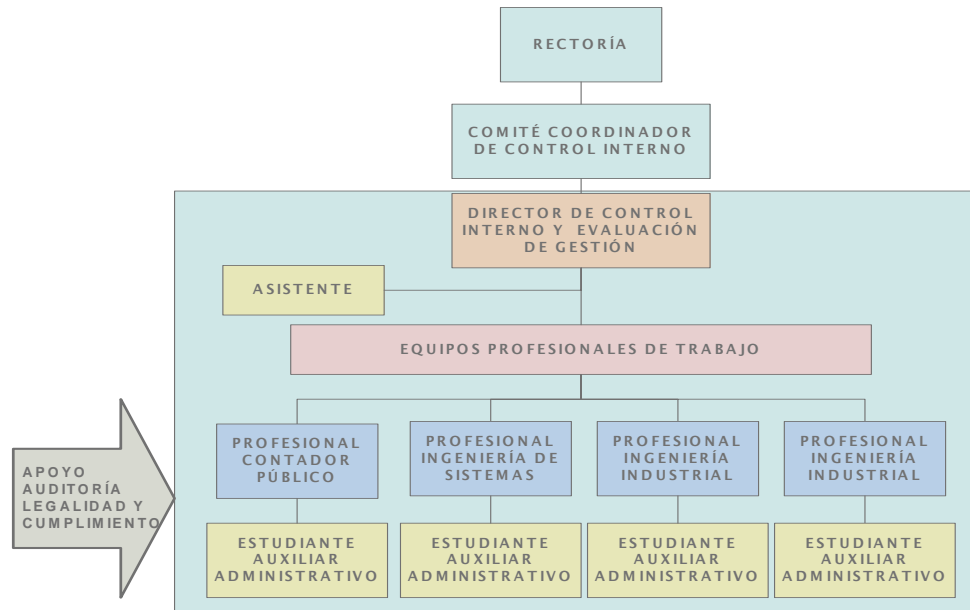 RECTORÍA
COMITÉ COORDINADOR
DE CONTROL INTERNO
DIRECTOR DE CONTROL
INTERNO Y EVALUACIÓN
DE GESTIÓN
ASISTENTE
EQUIPOS PROFESIONALES DE TRABAJO
PROFESIONAL
CONTADOR
PÚBLICO
PROFESIONAL
INGENIERÍA DE
SISTEMAS
PROFESIONAL
INGENIERÍA
INDUSTRIAL
PROFESIONAL
INGENIERÍA
INDUSTRIAL
APOYO
AUDITORÍA
LEGALIDAD Y
CUMPLIMIENTO
ESTUDIANTE
AUXILIAR
ADMINISTRATIVO
ESTUDIANTE
AUXILIAR
ADMINISTRATIVO
ESTUDIANTE
AUXILIAR
ADMINISTRATIVO
ESTUDIANTE
AUXILIAR
ADMINISTRATIVO